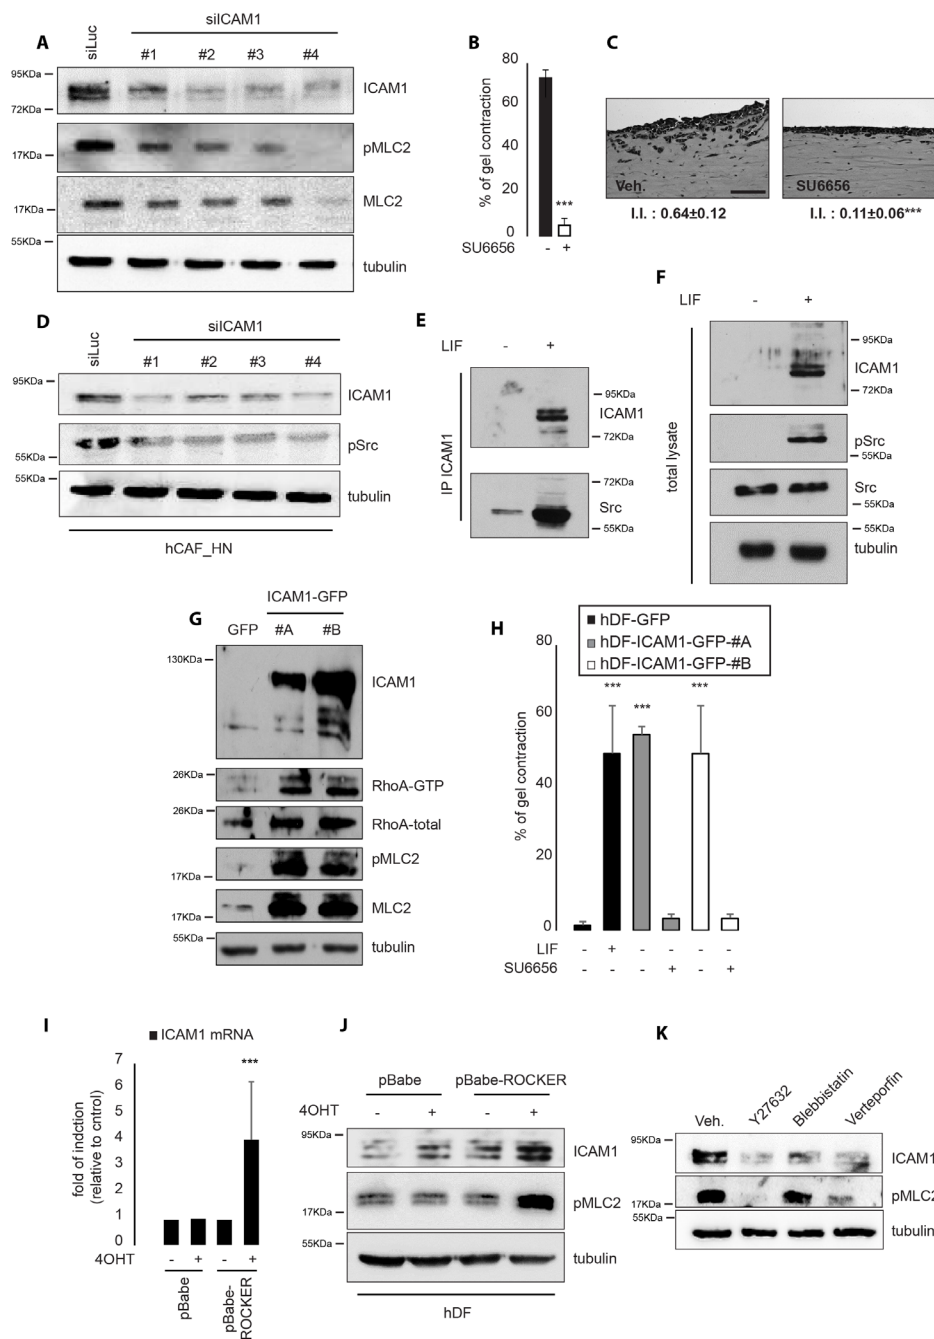 A
siLuc
siICAM1
#1 #2 #3 #4
95KDa
72KDa
ICAM1
17KDa
pMLC2
17KDa
MLC2
55KDa
tubulin
B
% of gel contraction
80
60
40
20
0
***
- +
SU6656
C
Veh.
SU6656
I.I. : 0.64±0.12
I.I. : 0.11±0.06***
D
siLuc
siICAM1
#1 #2 #3 #4
95KDa
ICAM1
55KDa
pSrc
55KDa
tubulin
hCAF_HN
E
LIF - +
IP ICAM1
95KDa
ICAM1
72KDa
72KDa
Src
55KDa
F
LIF - +
total lysate
95KDa
ICAM1
72KDa
pSrc
55KDa
Src
55KDa
55KDa
tubulin
G
ICAM1-GFP
GFP #A #B
130KDa
ICAM1
26KDa
RhoA-GTP
26KDa
RhoA-total
pMLC2
17KDa
MLC2
17KDa
55KDa
tubulin
H
hDF-GFP
hDF-ICAM1-GFP-#A
hDF-ICAM1-GFP-#B
% of gel contraction
80
60
40
20
0
*** *** ***
LIF - + - - - -
SU6656 - - - + - +
I
ICAM1 mRNA
fold of indction
(relative to cntrol)
7
6
5
4
3
2
1
0
***
4OHT - + - +
pBabe
pBabe-
ROCKER
J
pBabe pBabe-ROCKER
4OHT - + - +
95KDa
ICAM1
pMLC2
17KDa
55KDa
tubulin
hDF
K
Veh. Y27632 Blebbistatin Verteporfin
95KDa
ICAM1
pMLC2
17KDa
55KDa
tubulin